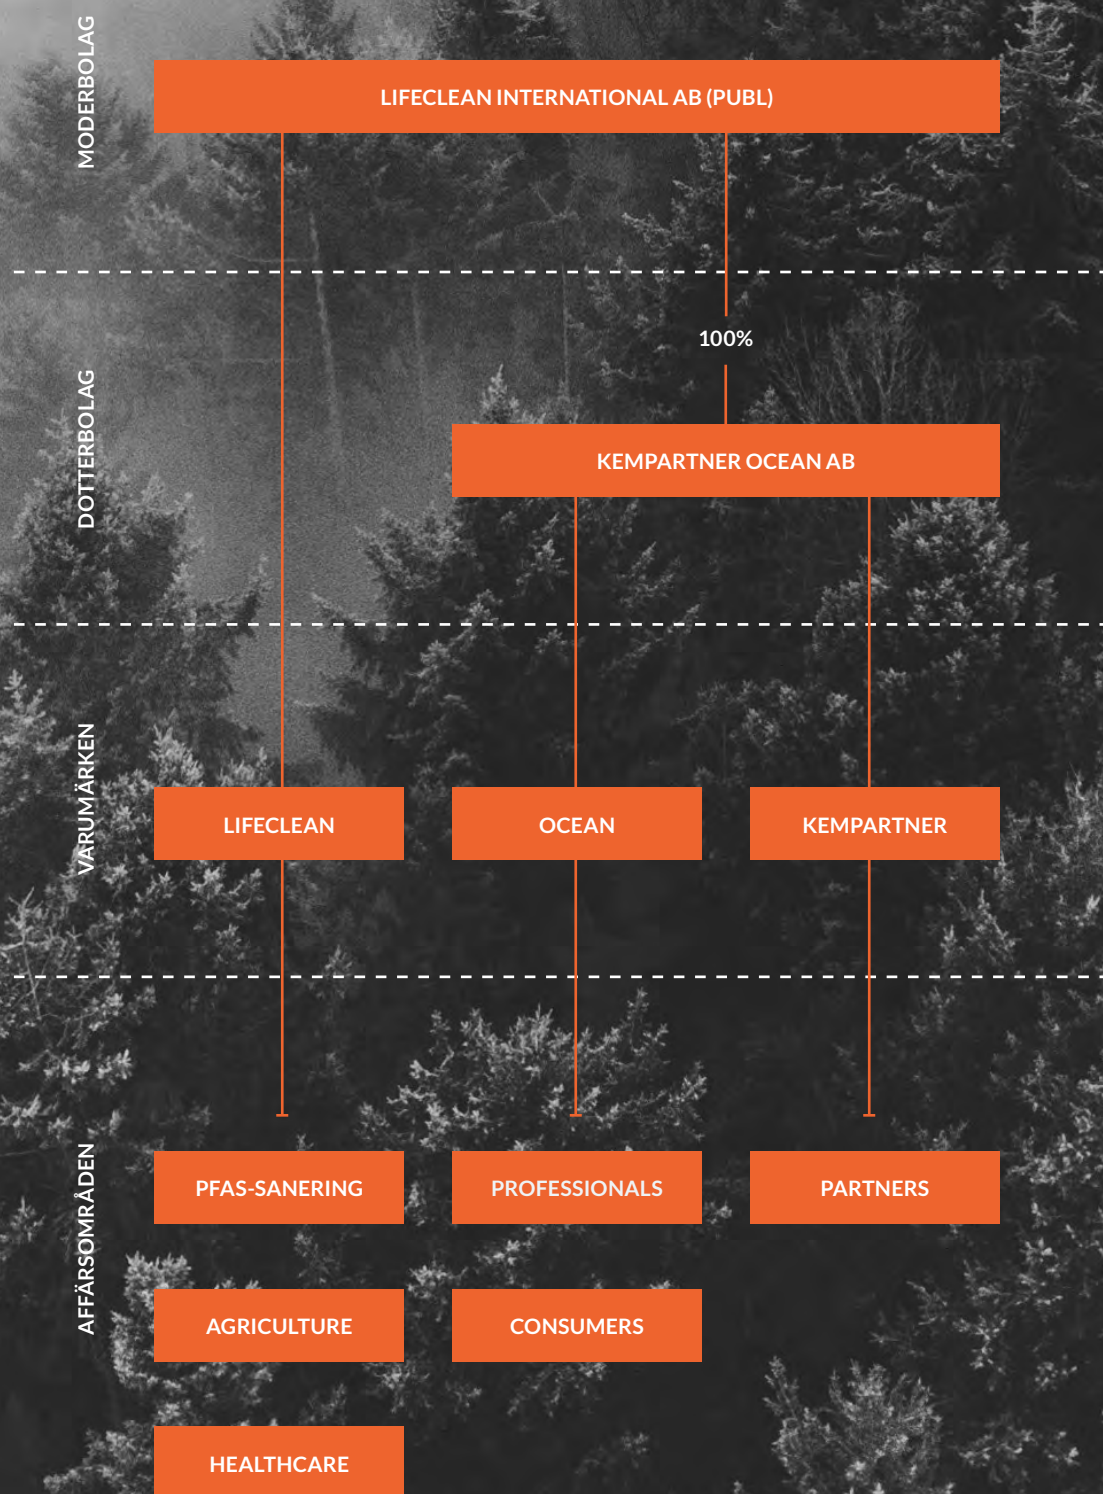 MODERBOLAG
LIFECLEAN INTERNATIONAL AB (PUBL)
DOTTERBOLAG
100%
KEMPARTNER OCEAN AB
VARUMÄRKEN
LIFECLEAN
OCEAN
KEMPARTNER
AFFÄRSOMRÅDEN
PFAS-SANERING
PROFESSIONALS
PARTNERS
AGRICULTURE
CONSUMERS
HEALTHCARE